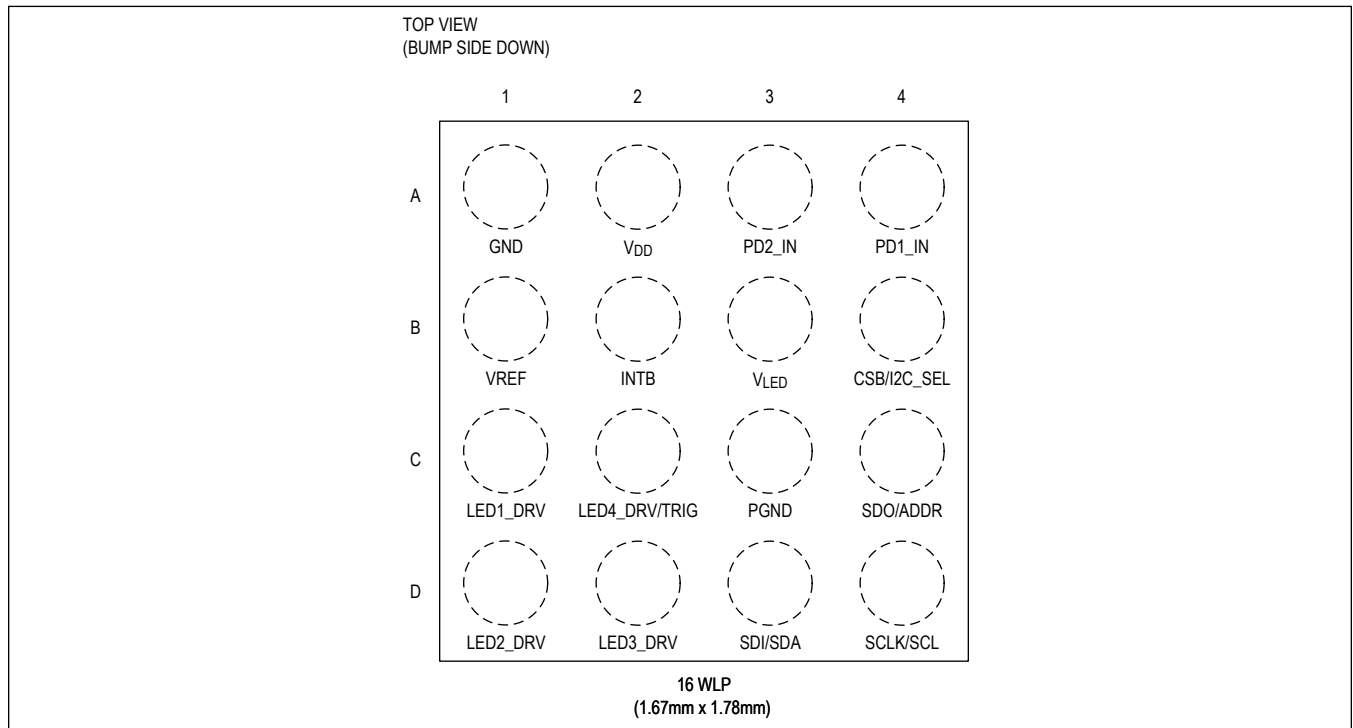 TOP VIEW
(BUMP SIDE DOWN)
1 2 3 4
A
GND VDD PD2_IN PD1_IN
B
VREF INTB VLED CSB/I2C_SEL
C
LED1_DRV LED4_DRV/TRIG PGND SDO/ADDR
D
LED2_DRV LED3_DRV SDI/SDA SCLK/SCL
16 WLP
(1.67mm x 1.78mm)